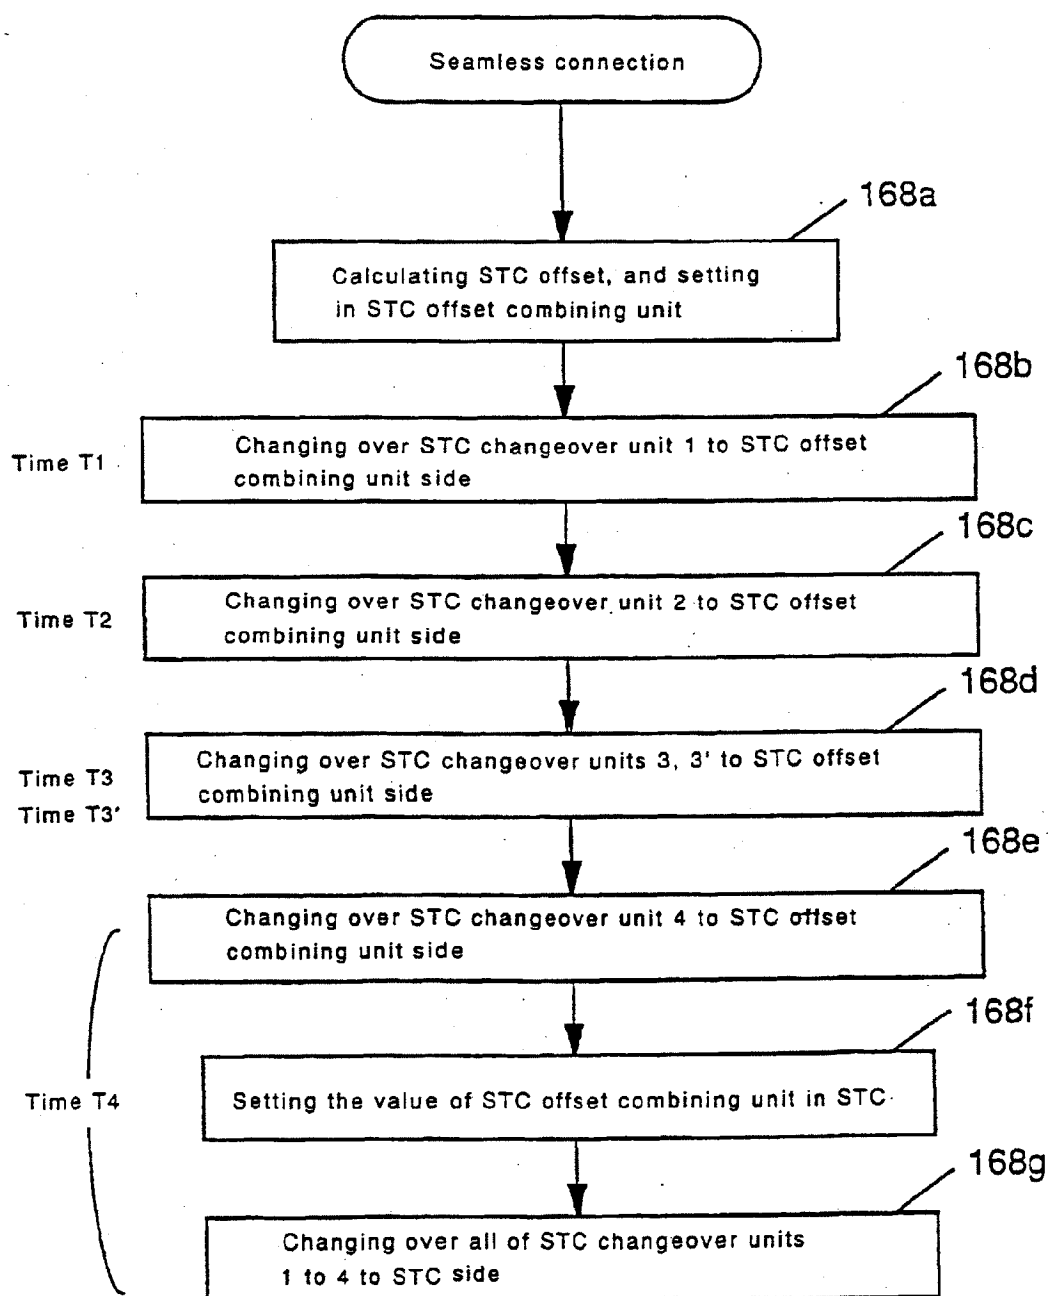 Seamless connection
168a
Calculating STC offset, and setting
in STC offset combining unit
168b
Time T1
Changing over STC changeover unit 1 to STC offset
combining unit side
168c
Time T2
Changing over STC changeover unit 2 to STC offset
combining unit side
168d
Time T3
Time T3'
Changing over STC changeover units 3, 3' to STC offset
combining unit side
168e
Changing over STC changeover unit 4 to STC offset
combining unit side
168f
Time T4
Setting the value of STC offset combining unit in STC
168g
Changing over all of STC changeover units
1 to 4 to STC side